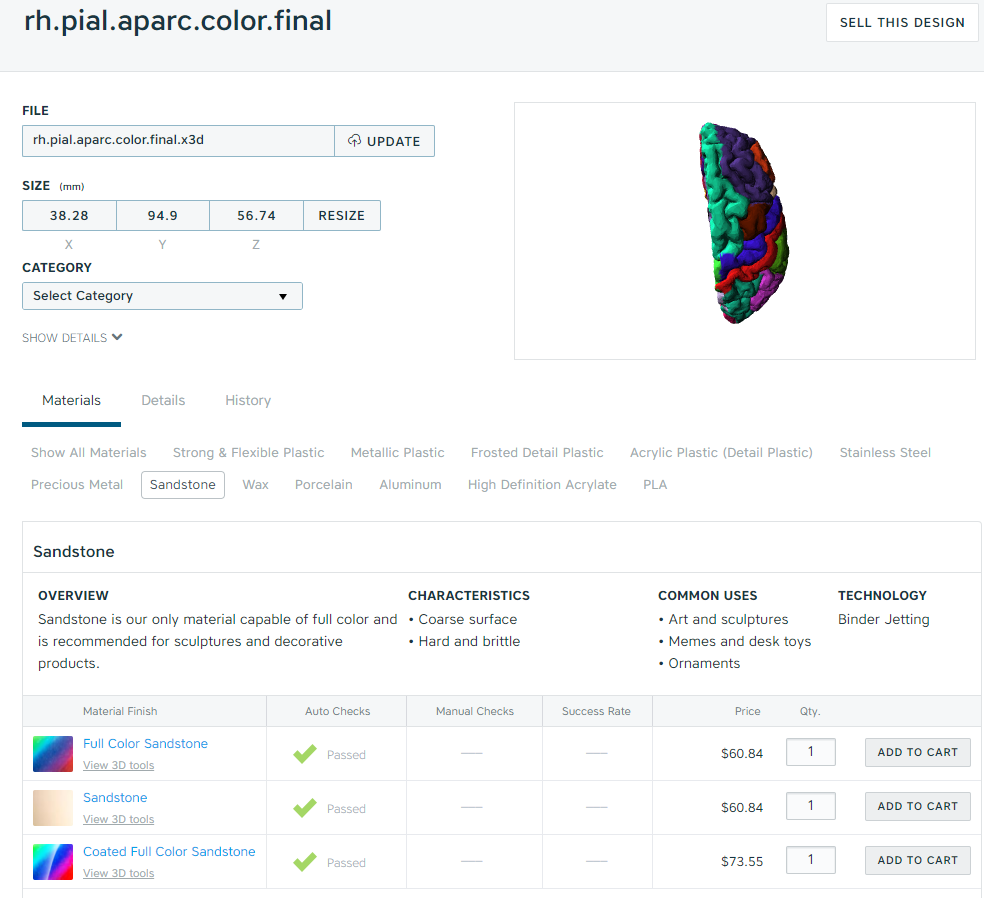 rh.pial.aparc.color.final
SELL THIS DESIGN
FILE
rh.pial.aparc.color.final.x3d
UPDATE
SIZE (mm)
38.28 94.9 56.74 RESIZE
X Y Z
CATEGORY
Select Category
SHOW DETAILS
Materials Details History
Show All Materials Strong & Flexible Plastic Metallic Plastic Frosted Detail Plastic Acrylic Plastic (Detail Plastic) Stainless Steel
Precious Metal Sandstone Wax Porcelain Aluminum High Definition Acrylate PLA
Sandstone
OVERVIEW
Sandstone is our only material capable of full color and
is recommended for sculptures and decorative
products.
CHARACTERISTICS
• Coarse surface
• Hard and brittle
COMMON USES
• Art and sculptures
• Memes and desk toys
• Ornaments
TECHNOLOGY
Binder Jetting
Material Finish Auto Checks Manual Checks Success Rate Price Qty.
Full Color Sandstone
View 3D tools
Passed — — $60.84 1 ADD TO CART
Sandstone
View 3D tools
Passed — — $60.84 1 ADD TO CART
Coated Full Color Sandstone
View 3D tools
Passed — — $73.55 1 ADD TO CART